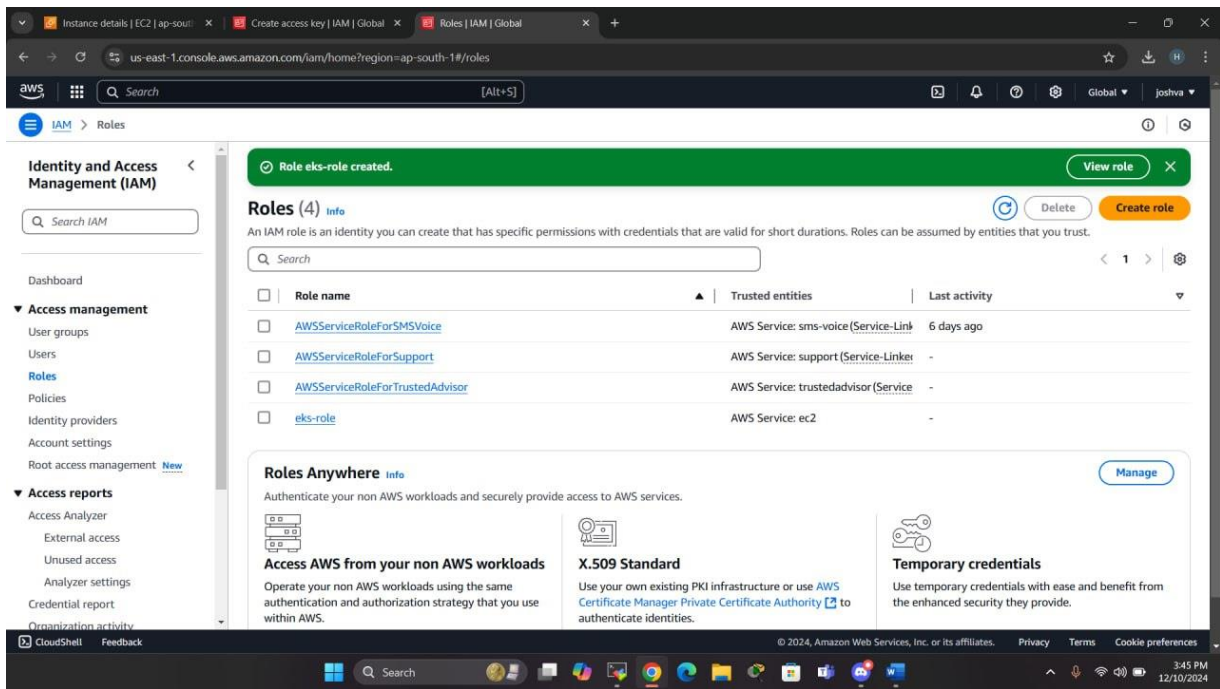 Instance details | EC2 | ap-sout
Create access key | IAM | Global
Roles | IAM | Global
us-east-1.console.aws.amazon.com/iam/home?region=ap-south-1#/roles
H
aws
Search
[Alt+S]
Global
joshva
IAM > Roles
Identity and Access
Management (IAM)
Search IAM
Dashboard
Access management
User groups
Users
Roles
Policies
Identity providers
Account settings
Root access management New
Access reports
Access Analyzer
External access
Unused access
Analyzer settings
Credential report
Organization activity
Role eks-role created.
View role
Roles (4) Info
Delete
Create role
An IAM role is an identity you can create that has specific permissions with credentials that are valid for short durations. Roles can be assumed by entities that you trust.
Search
1
Role name
Trusted entities
Last activity
AWSServiceRoleForSMSVoice
AWS Service: sms-voice (Service-Link
6 days ago
AWSServiceRoleForSupport
AWS Service: support (Service-Linke
-
AWSServiceRoleForTrustedAdvisor
AWS Service: trustedadvisor (Service
-
eks-role
AWS Service: ec2
-
Roles Anywhere Info
Manage
Authenticate your non AWS workloads and securely provide access to AWS services.
Access AWS from your non AWS workloads
Operate your non AWS workloads using the same
authentication and authorization strategy that you use
within AWS.
X.509 Standard
Use your own existing PKI infrastructure or use AWS
Certificate Manager Private Certificate Authority to
authenticate identities.
Temporary credentials
Use temporary credentials with ease and benefit from
the enhanced security they provide.
CloudShell
Feedback
© 2024, Amazon Web Services, Inc. or its affiliates.
Privacy
Terms
Cookie preferences
Search
3:45 PM
12/10/2024